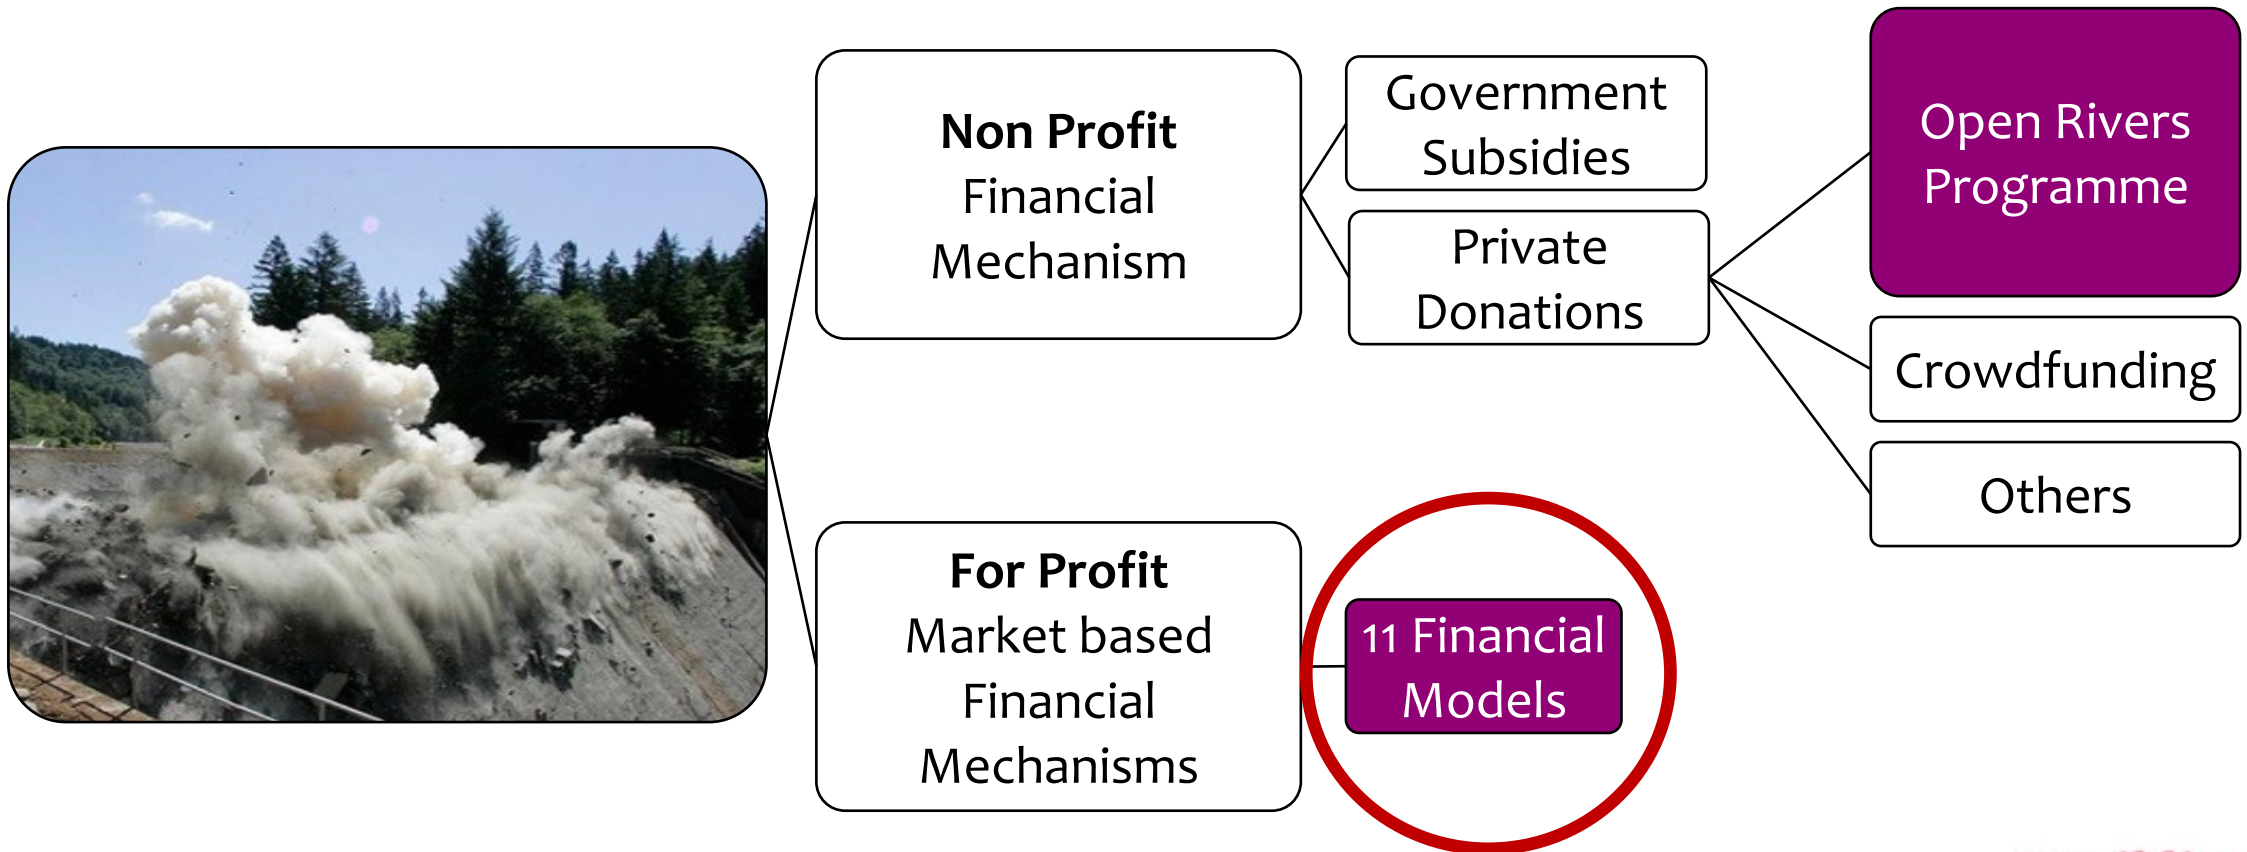 Non Profit
Financial
Mechanism
Government
Subsidies
Private
Donations
Open Rivers
Programme
Crowdfunding
Others
For Profit
Market based
Financial
Mechanisms
11 Financial
Models